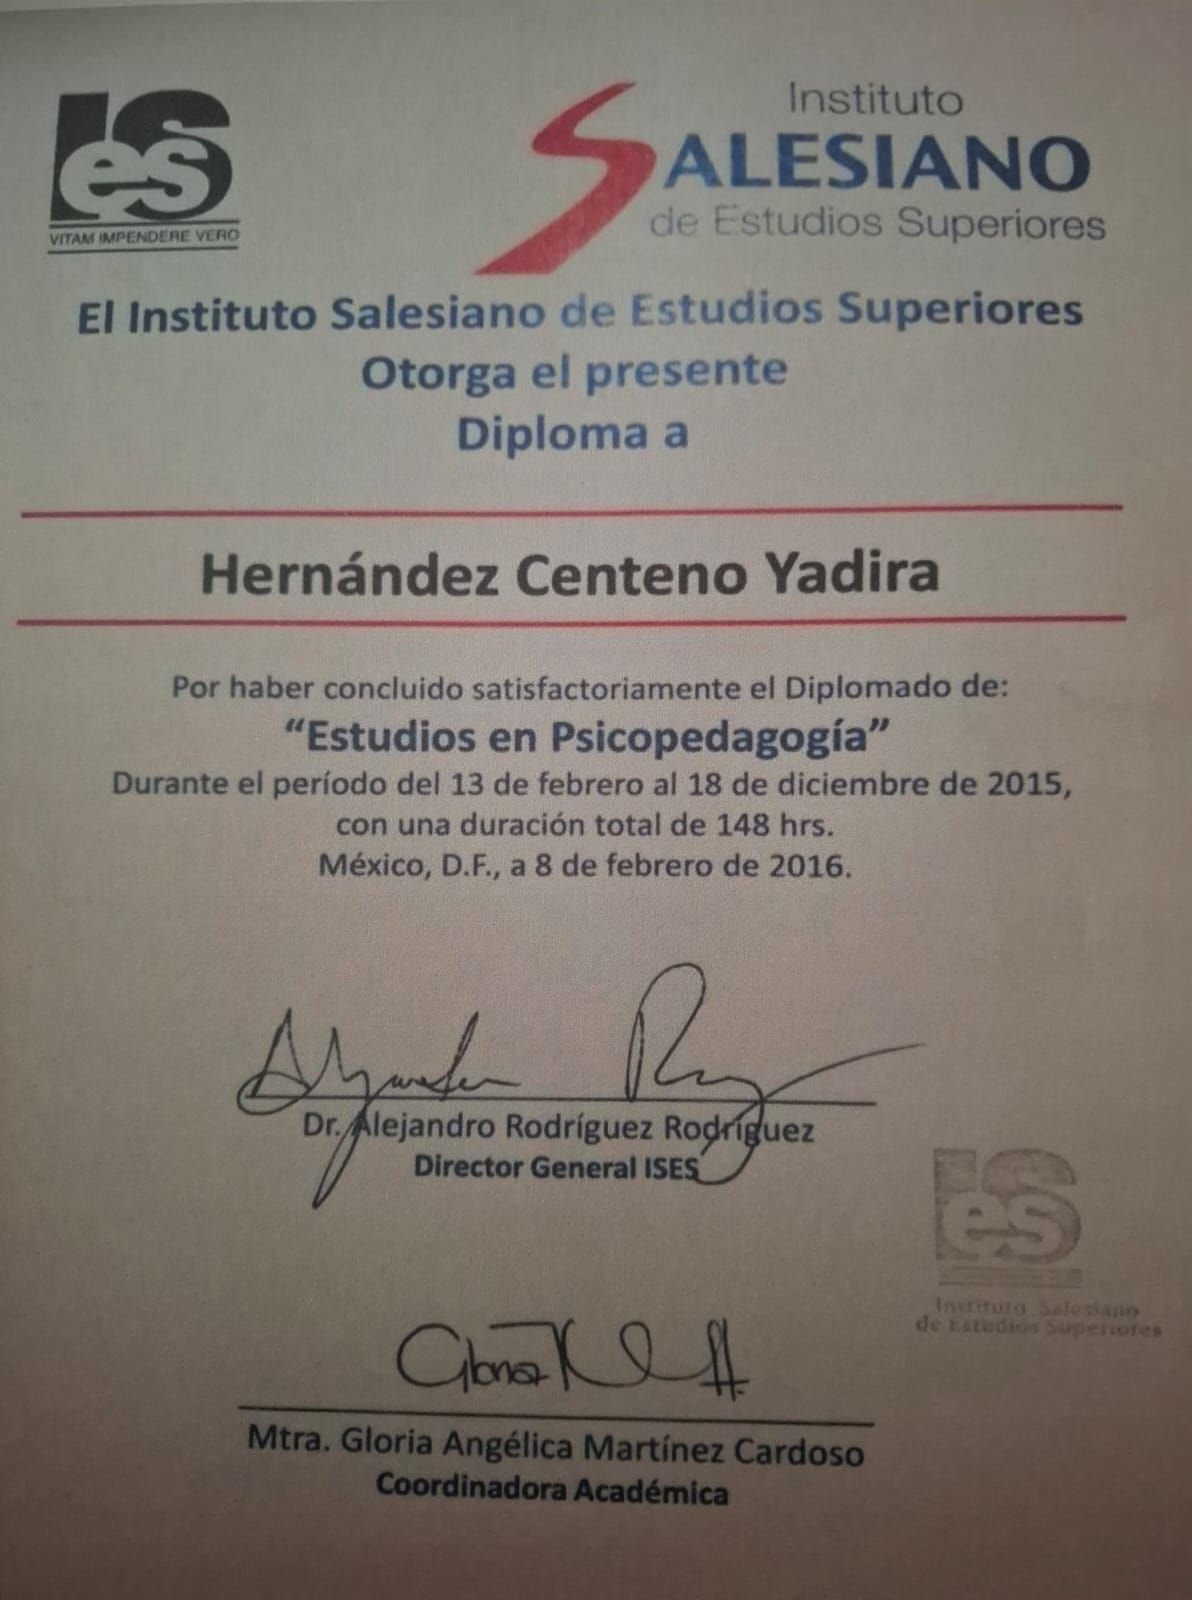 IS
es
VITAM IMPENDERE VERO
Instituto
SALESIANO
de Estudios Superiores
El Instituto Salesiano de Estudios Superiores
Otorga el presente
Diploma a
Hernández Centeno Yadira
Por haber concluido satisfactoriamente el Diplomado de:
“Estudios en Psicopedagogía”
Durante el período del 13 de febrero al 18 de diciembre de 2015,
con una duración total de 148 hrs.
México, D.F., a 8 de febrero de 2016.
Dr. Alejandro Rodríguez Rodríguez
Director General ISES
IS
es
Instituto Salesiano
de Estudios Superiores
Mtra. Gloria Angélica Martínez Cardoso
Coordinadora Académica